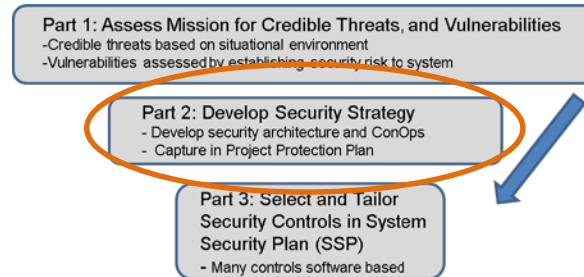 Part 1: Assess Mission for Credible Threats, and Vulnerabilities
-Credible threats based on situational environment
-Vulnerabilities assessed by establishing security risk to system
Part 2: Develop Security Strategy
- Develop security architecture and ConOps
- Capture in Project Protection Plan
Part 3: Select and Tailor
Security Controls in System
Security Plan (SSP)
- Many controls software based